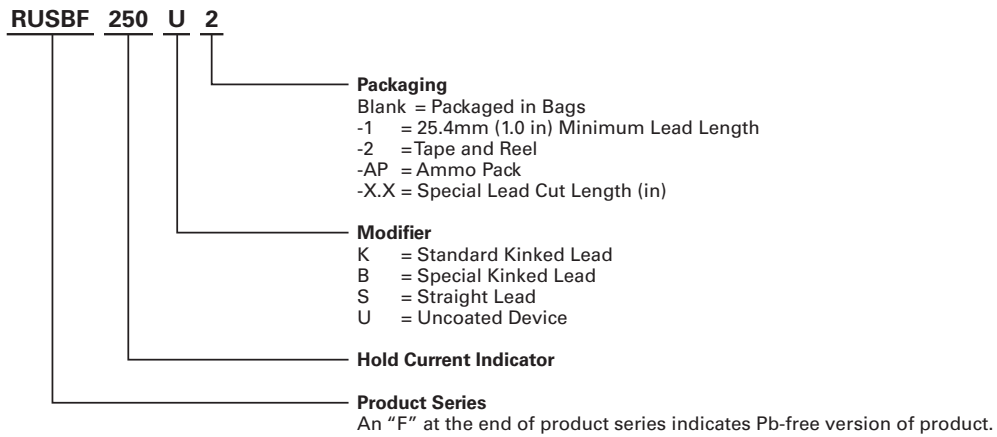 RUSBF 250 U 2
Packaging
Blank = Packaged in Bags
-1 = 25.4mm (1.0 in) Minimum Lead Length
-2 =Tape and Reel
-AP = Ammo Pack
-X.X = Special Lead Cut Length (in)
Modifier
K = Standard Kinked Lead
B = Special Kinked Lead
S = Straight Lead
U = Uncoated Device
Hold Current Indicator
Product Series
An “F” at the end of product series indicates Pb-free version of product.